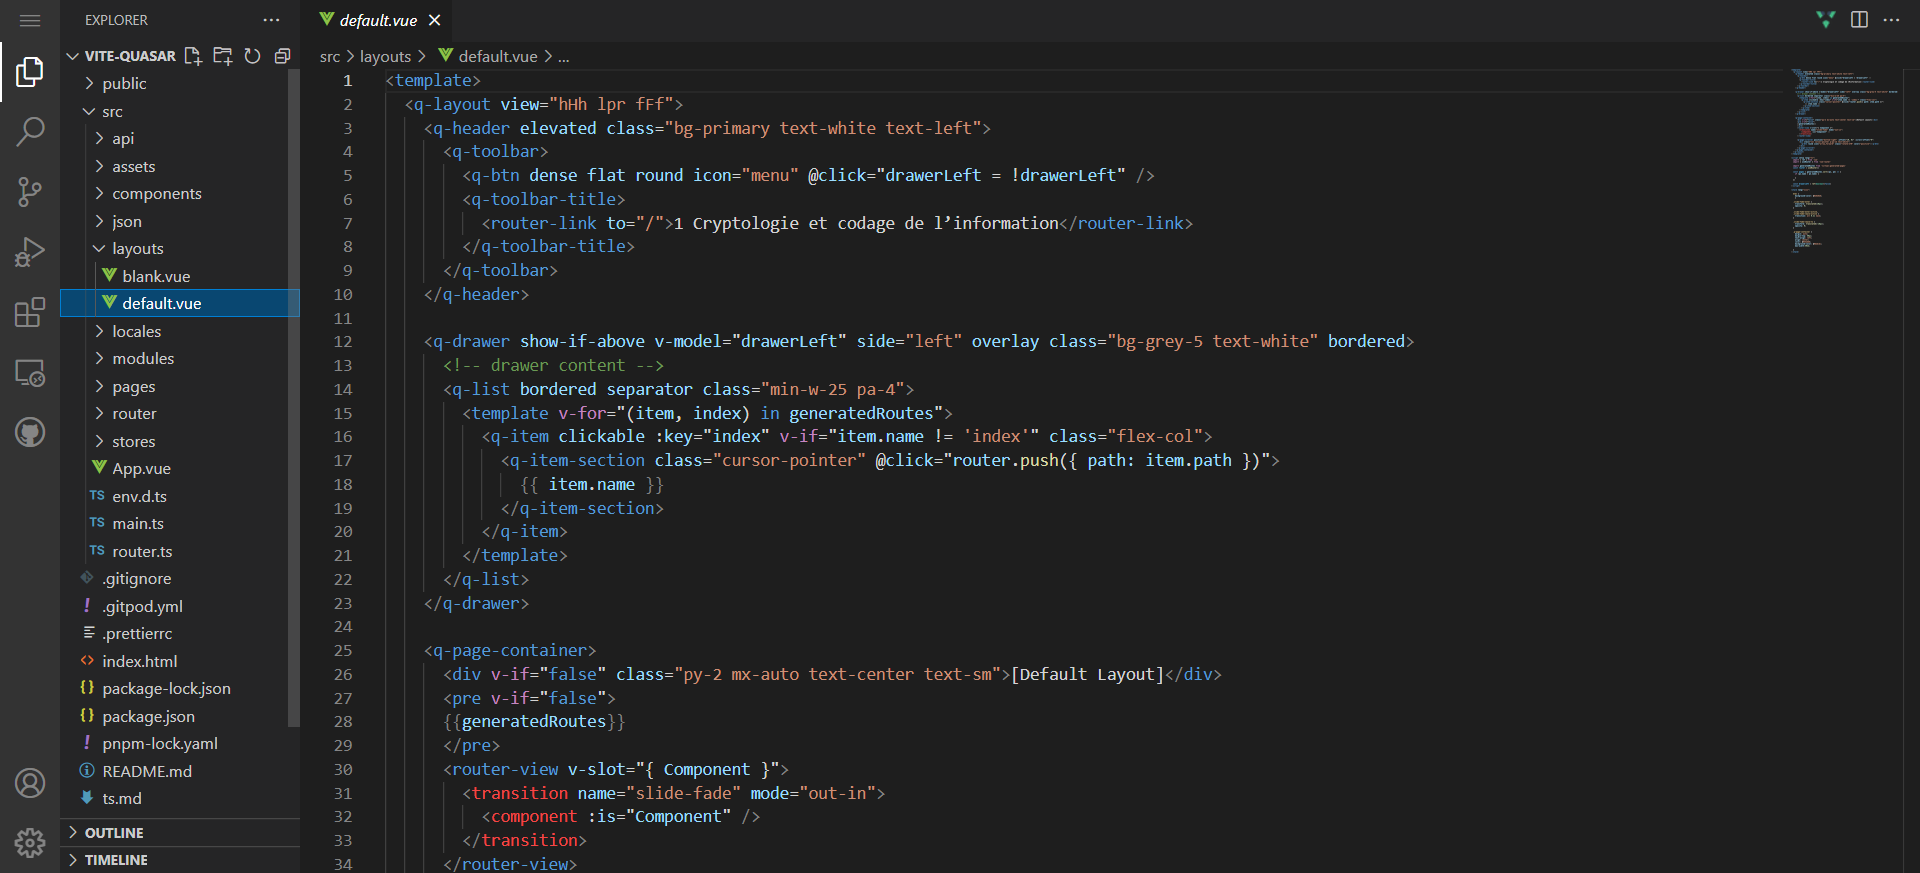 EXPLORER
VITE-QUASAR
public
src
api
assets
components
json
layouts
blank.vue
default.vue
locales
modules
pages
router
stores
App.vue
TS env.d.ts
TS main.ts
TS router.ts
.gitignore
! .gitpod.yml
.prettierrc
<> index.html
{} package-lock.json
{} package.json
! pnpm-lock.yaml
README.md
ts.md
OUTLINE
TIMELINE
default.vue
src > layouts > default.vue > ...
1 <template>
2 <q-layout view="hHh lpr fFf">
3 <q-header elevated class="bg-primary text-white text-left">
4 <q-toolbar>
5 <q-btn dense flat round icon="menu" @click="drawerLeft = !drawerLeft" />
6 <q-toolbar-title>
7 <router-link to="/">1 Cryptologie et codage de l’information</router-link>
8 </q-toolbar-title>
9 </q-toolbar>
10 </q-header>
11
12 <q-drawer show-if-above v-model="drawerLeft" side="left" overlay class="bg-grey-5 text-white" bordered>
13 <!-- drawer content -->
14 <q-list bordered separator class="min-w-25 pa-4">
15 <template v-for="(item, index) in generatedRoutes">
16 <q-item clickable :key="index" v-if="item.name != 'index'" class="flex-col">
17 <q-item-section class="cursor-pointer" @click="router.push({ path: item.path })">
18 {{ item.name }}
19 </q-item-section>
20 </q-item>
21 </template>
22 </q-list>
23 </q-drawer>
24
25 <q-page-container>
26 <div v-if="false" class="py-2 mx-auto text-center text-sm">[Default Layout]</div>
27 <pre v-if="false">
28 {{generatedRoutes}}
29 </pre>
30 <router-view v-slot="{ Component }">
31 <transition name="slide-fade" mode="out-in">
32 <component :is="Component" />
33 </transition>
34 </router-view>